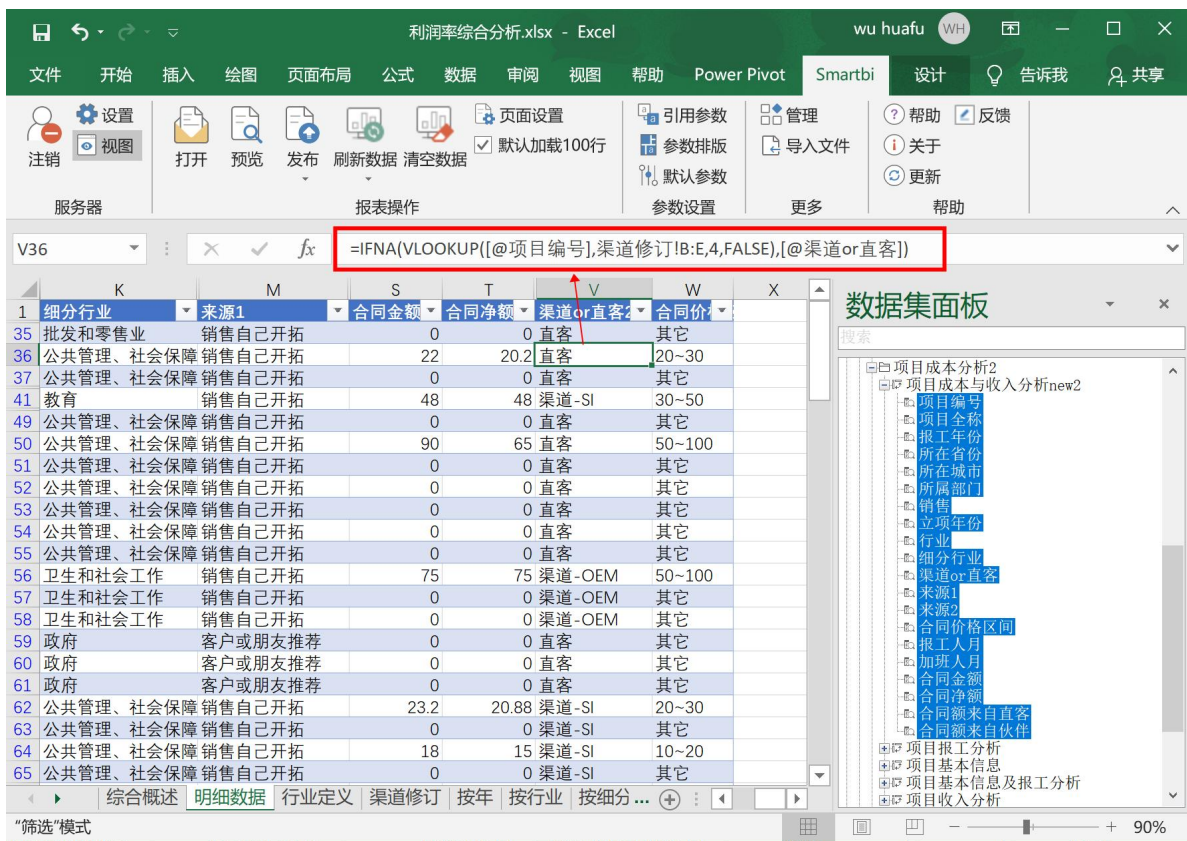 利润率综合分析.xlsx - Excel
wu huafu WH
文件 开始 插入 绘图 页面布局 公式 数据 审阅 视图 帮助 Power Pivot Smartbi 设计 告诉我 共享
注销
设置
视图
服务器
打开 预览 发布 刷新数据 清空数据
页面设置
默认加载100行
报表操作
引用参数
参数排版
默认参数
参数设置
管理
导入文件
更多
帮助 反馈
关于
更新
帮助
V36 fx =IFNA(VLOOKUP([@项目编号],渠道修订!B:E,4,FALSE),[@渠道or直客])
K M S T V W X
1 细分行业 来源1 合同金额 合同净额 渠道or直客2 合同价
35 批发和零售业 销售自己开拓 0 0 直客 其它
36 公共管理、社会保障 销售自己开拓 22 20.2 直客 20~30
37 公共管理、社会保障 销售自己开拓 0 0 直客 其它
41 教育 销售自己开拓 48 48 渠道-SI 30~50
49 公共管理、社会保障 销售自己开拓 0 0 直客 其它
50 公共管理、社会保障 销售自己开拓 90 65 直客 50~100
51 公共管理、社会保障 销售自己开拓 0 0 直客 其它
52 公共管理、社会保障 销售自己开拓 0 0 直客 其它
53 公共管理、社会保障 销售自己开拓 0 0 直客 其它
54 公共管理、社会保障 销售自己开拓 0 0 直客 其它
55 公共管理、社会保障 销售自己开拓 0 0 直客 其它
56 卫生和社会工作 销售自己开拓 75 75 渠道-OEM 50~100
57 卫生和社会工作 销售自己开拓 0 0 渠道-OEM 其它
58 卫生和社会工作 销售自己开拓 0 0 渠道-OEM 其它
59 政府 客户或朋友推荐 0 0 直客 其它
60 政府 客户或朋友推荐 0 0 直客 其它
61 政府 客户或朋友推荐 0 0 直客 其它
62 公共管理、社会保障 销售自己开拓 23.2 20.88 渠道-SI 20~30
63 公共管理、社会保障 销售自己开拓 0 0 渠道-SI 其它
64 公共管理、社会保障 销售自己开拓 18 15 渠道-SI 10~20
65 公共管理、社会保障 销售自己开拓 0 0 渠道-SI 其它
数据集面板
搜索
项目成本分析2
项目成本与收入分析new2
项目编号
项目全称
报工年份
所在省份
所在城市
所属部门
销售
立项年份
行业
细分行业
渠道or直客
来源1
来源2
合同价格区间
报工人月
加班人月
合同金额
合同净额
合同额来自直客
合同额来自伙伴
项目报工分析
项目基本信息
项目基本信息及报工分析
项目收入分析
综合概述 明细数据 行业定义 渠道修订 按年 按行业 按细分 ...
“筛选”模式 90%